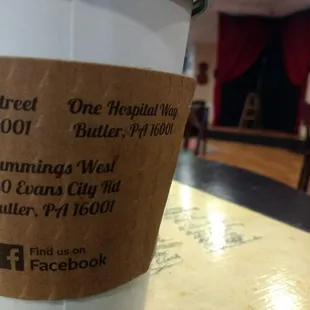 treet
001
One Hospital Way
Butler, PA 16001
ummings West
0 Evans City Rd
utler, PA 16001
f Find us on
Facebook